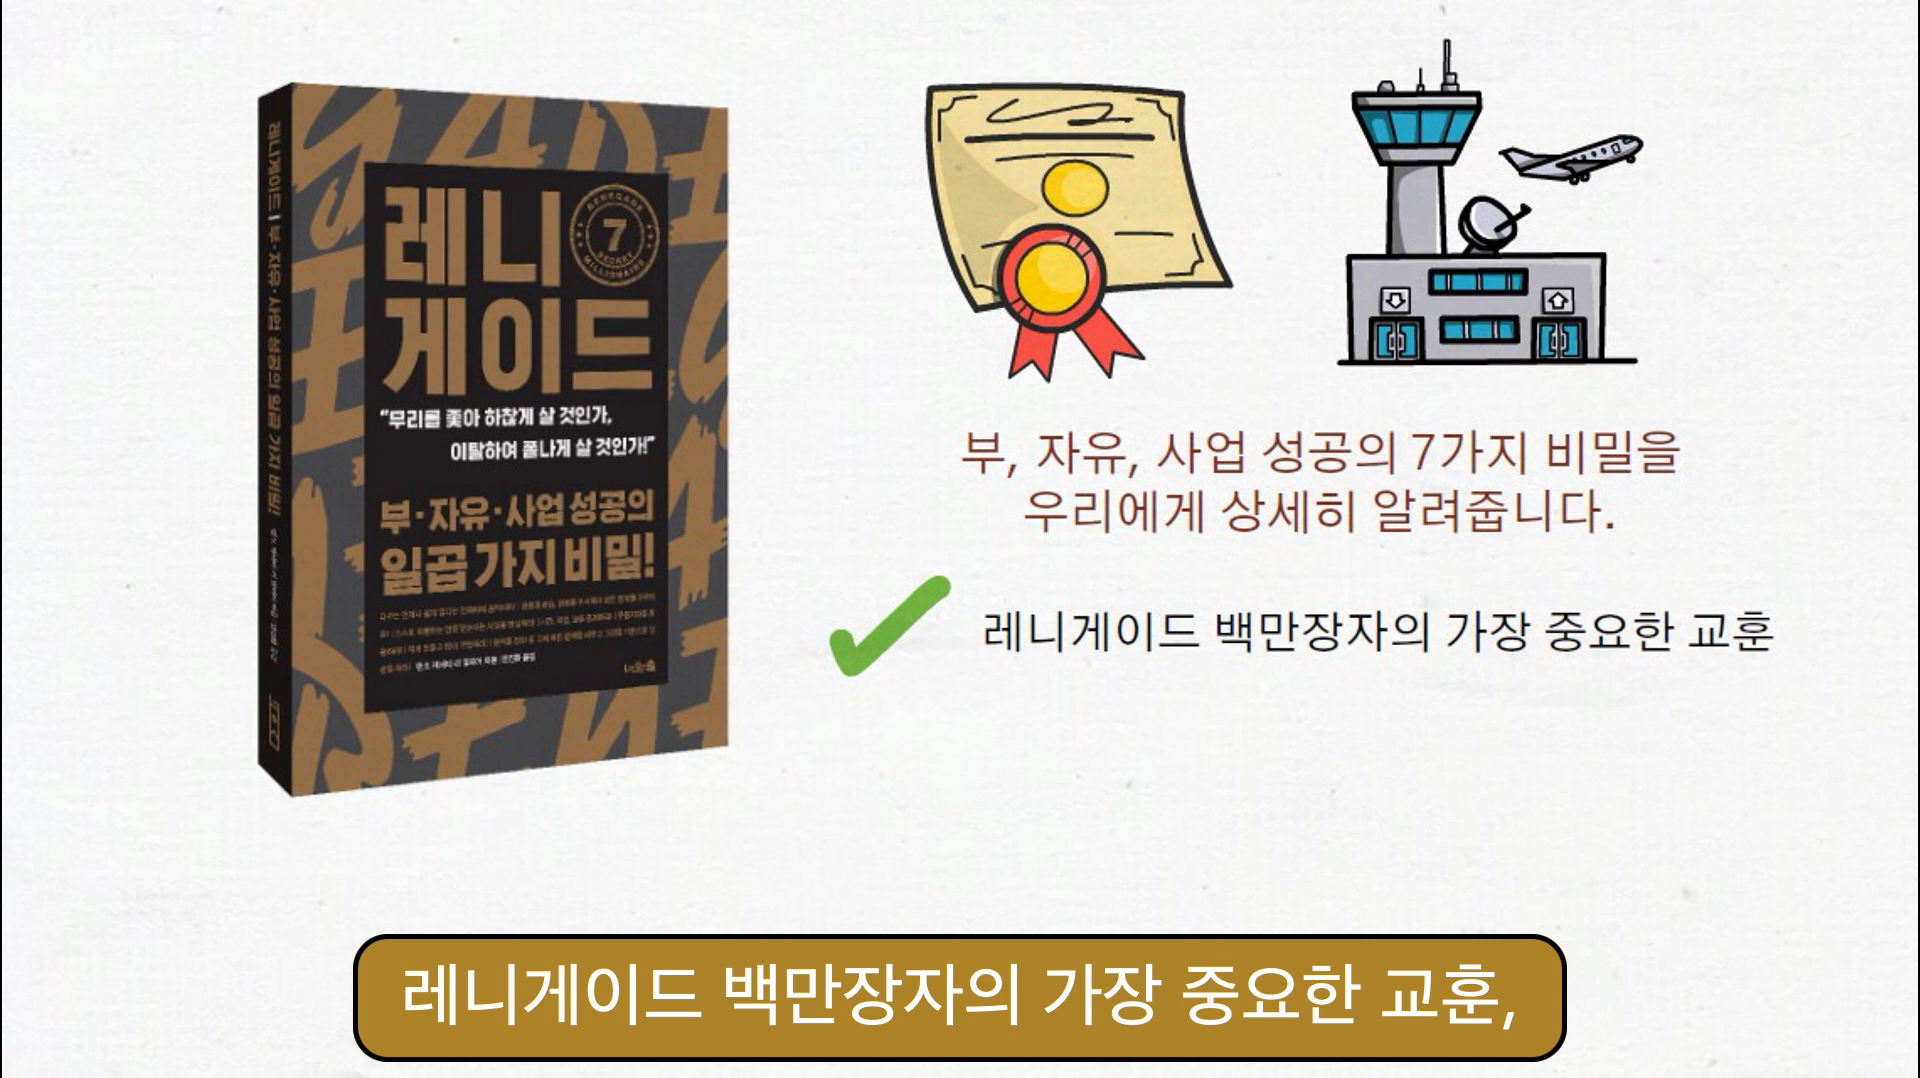 레니게이드 | 부·자유·사업 성공의 일곱 가지 비밀!
레니
게이드
RENEGADE
7
SECRET
MILLIONAIRE
“무리를 좇아 하찮게 살 것인가,
이탈하여 폼나게 살 것인가!”
부·자유·사업 성공의
일곱 가지 비밀!
부, 자유, 사업 성공의 7가지 비밀을
우리에게 상세히 알려줍니다.
레니게이드 백만장자의 가장 중요한 교훈
레니게이드 백만장자의 가장 중요한 교훈,